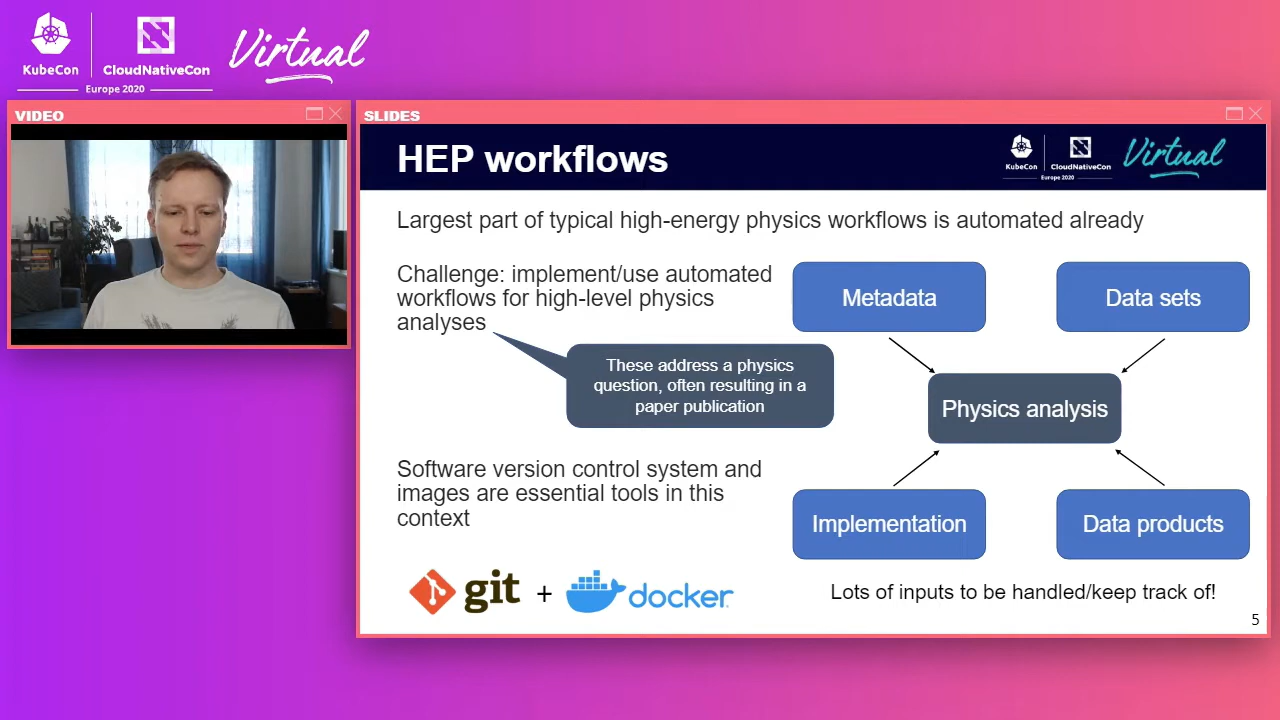 KubeCon
CloudNativeCon
Europe 2020
Virtual
VIDEO
SLIDES
HEP workflows
KubeCon
CloudNativeCon
Europe 2020
Virtual
Largest part of typical high-energy physics workflows is automated already
Challenge: implement/use automated
workflows for high-level physics
analyses
These address a physics
question, often resulting in a
paper publication
Software version control system and
images are essential tools in this
context
git + docker
Metadata
Data sets
Physics analysis
Implementation
Data products
Lots of inputs to be handled/keep track of!
5